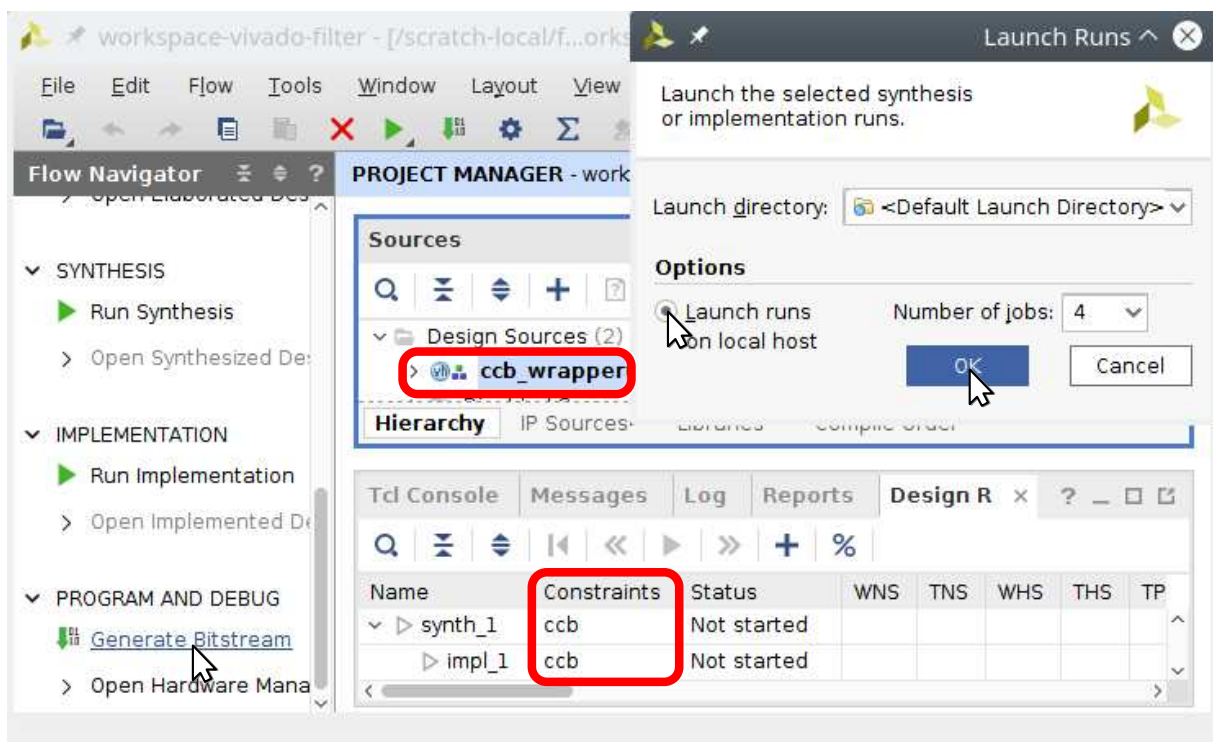 workspace-vivado-filter - [/scratch-local/f...orks
File Edit Flow Tools Window Layout View
Flow Navigator ?
Open Elaborated Des
SYNTHESIS
Run Synthesis
Open Synthesized De
IMPLEMENTATION
Run Implementation
Open Implemented De
PROGRAM AND DEBUG
Generate Bitstream
Open Hardware Mana
PROJECT MANAGER - work
Sources
Design Sources (2)
ccb_wrapper
Hierarchy IP Sources Libraries Compile Order
Tcl Console Messages Log Reports Design R × ?
Name Constraints Status WNS TNS WHS THS TP
synth_1 ccb Not started
impl_1 ccb Not started
Launch Runs
Launch the selected synthesis
or implementation runs.
Launch directory: <Default Launch Directory>
Options
Launch runs
on local host
Number of jobs: 4
OK Cancel